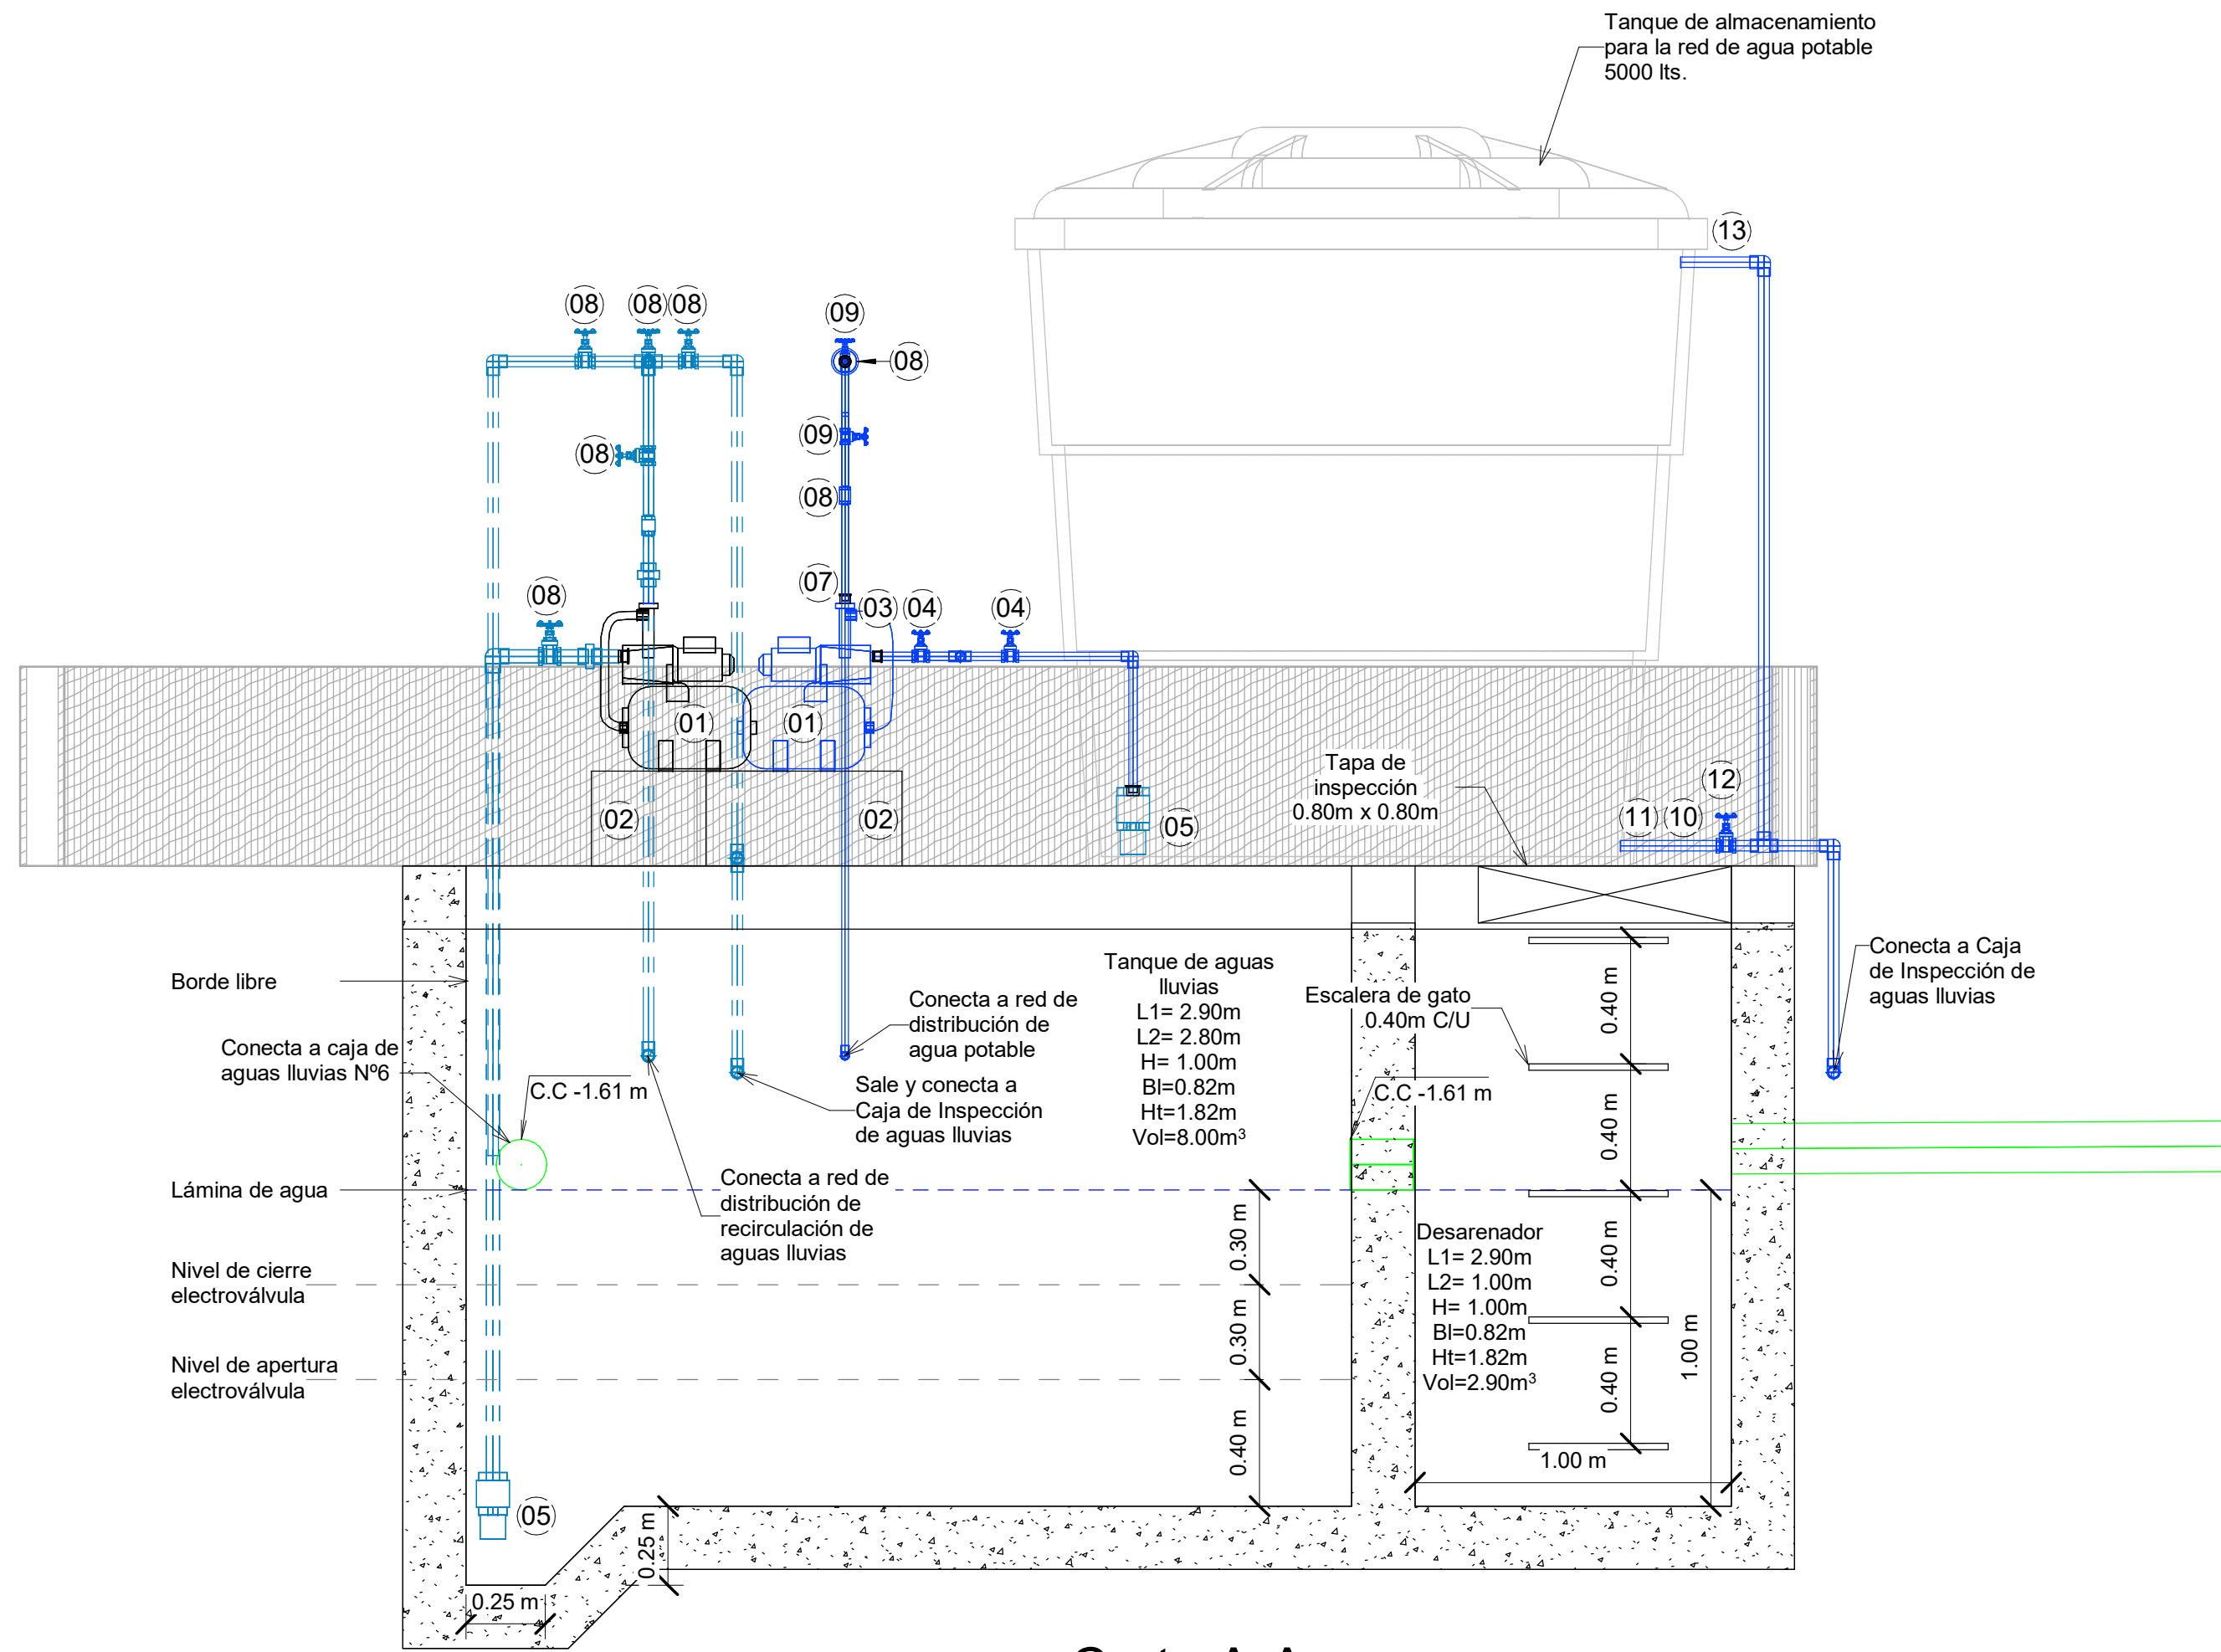 Tanque de almacenamiento
para la red de agua potable
5000 lts.
13
08
08
08
09
08
08
09
08
08
07
03
04
04
01
01
02
02
05
Tapa de
inspección
0.80m x 0.80m
12
11
10
Borde libre
Conecta a caja de
aguas lluvias Nº6
C.C -1.61 m
Lámina de agua
Nivel de cierre
electroválvula
Nivel de apertura
electroválvula
Conecta a red de
distribución de
agua potable
Sale y conecta a
Caja de Inspección
de aguas lluvias
Conecta a red de
distribución de
recirculación de
aguas lluvias
Tanque de aguas
lluvias
L1= 2.90m
L2= 2.80m
H= 1.00m
Bl=0.82m
Ht=1.82m
Vol=8.00m³
Escalera de gato
0.40m C/U
C.C -1.61 m
Conecta a Caja
de Inspección de
aguas lluvias
0.40 m
0.40 m
0.40 m
0.40 m
0.30 m
0.30 m
0.40 m
Desarenador
L1= 2.90m
L2= 1.00m
H= 1.00m
Bl=0.82m
Ht=1.82m
Vol=2.90m³
1.00 m
1.00 m
05
0.25 m
0.25 m